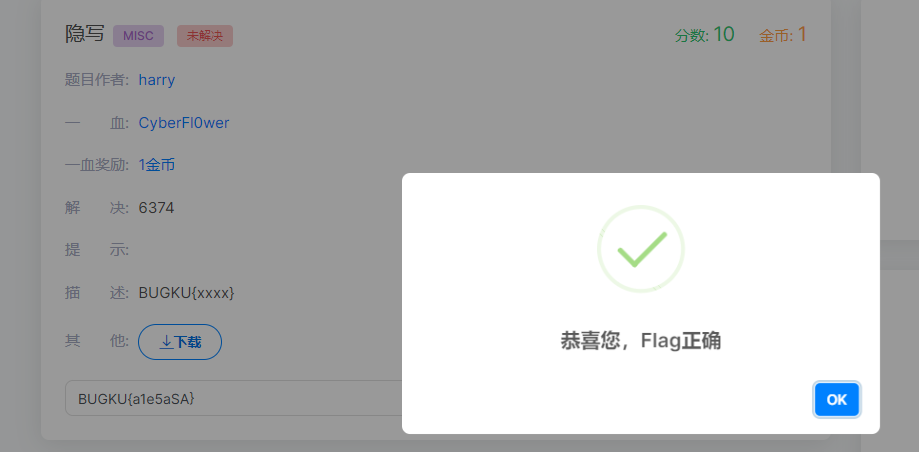 隐写 MISC 未解决 分数: 10 金币: 1
题目作者: harry
一 血: CyberFl0wer
一血奖励: 1金币
解 决: 6374
提 示:
描 述: BUGKU{xxxx}
其 他: 下载
BUGKU{a1e5aSA}
恭喜您，Flag正确
OK